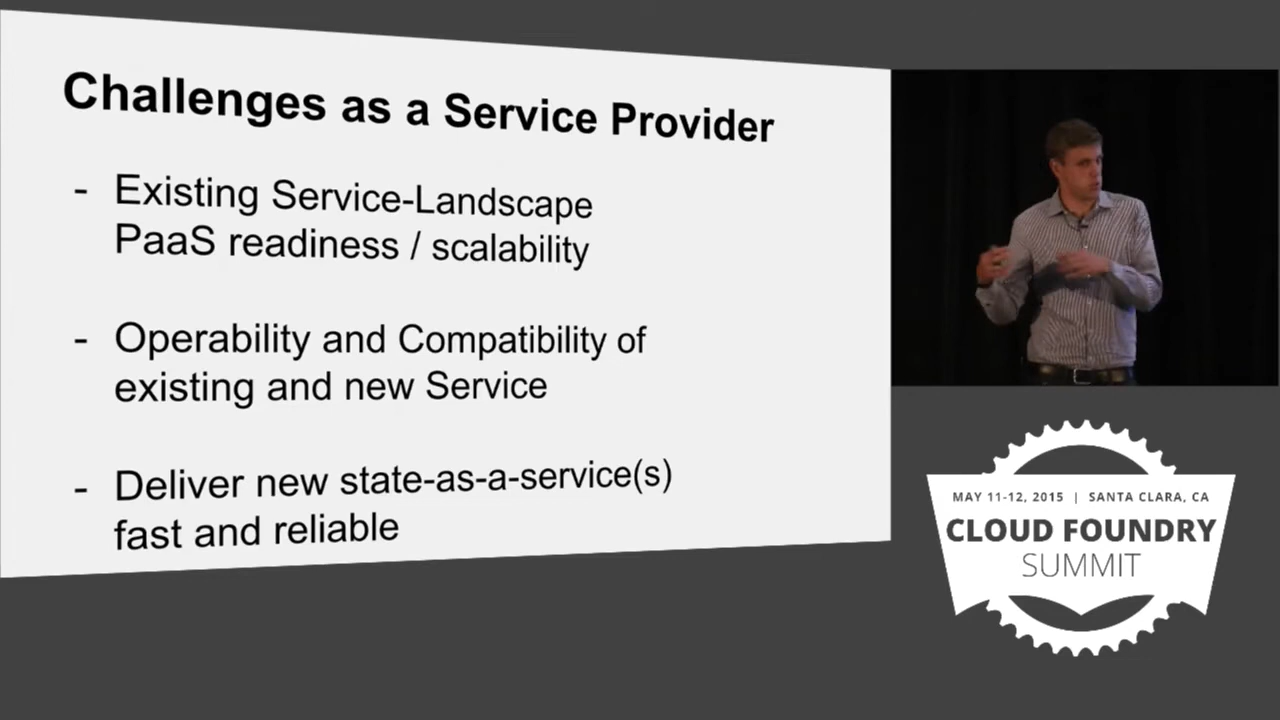 Challenges as a Service Provider
- Existing Service-Landscape
PaaS readiness / scalability
- Operability and Compatibility of
existing and new Service
- Deliver new state-as-a-service(s)
fast and reliable
MAY 11-12, 2015 | SANTA CLARA, CA
CLOUD FOUNDRY
SUMMIT